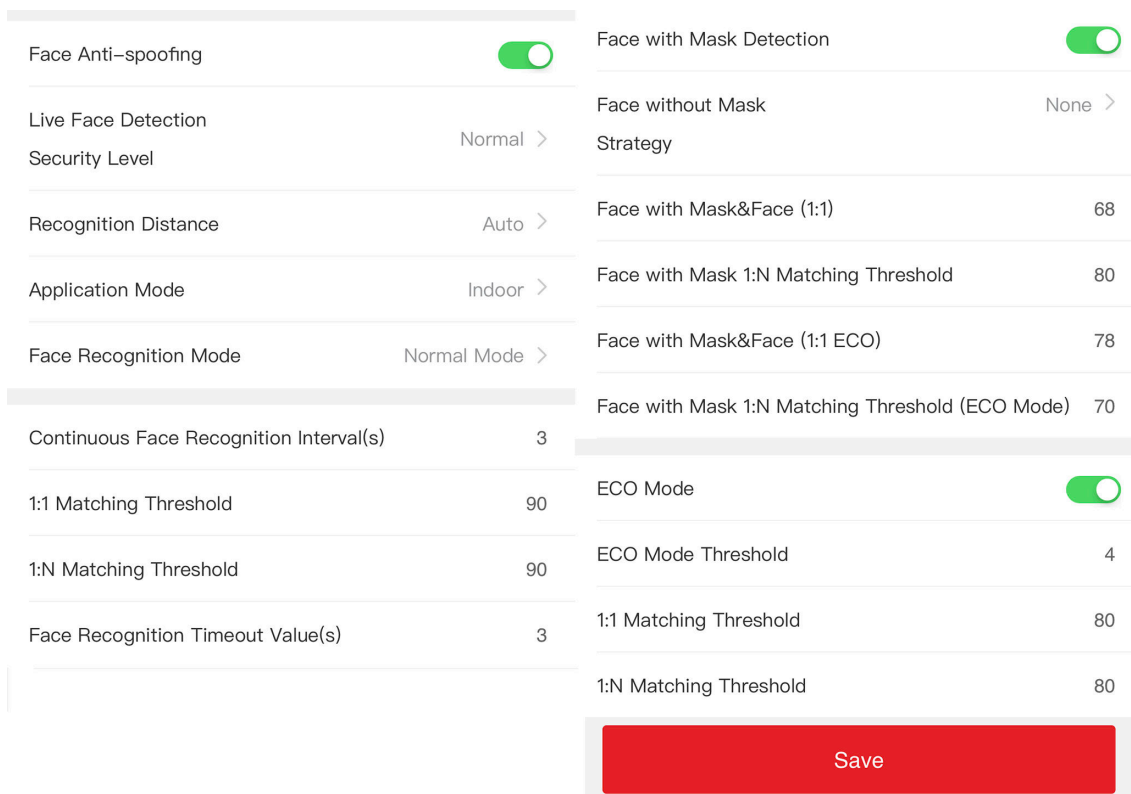 Face Anti-spoofing
Live Face Detection
Security Level
Normal
Recognition Distance Auto
Application Mode Indoor
Face Recognition Mode Normal Mode
Continuous Face Recognition Interval(s) 3
1:1 Matching Threshold 90
1:N Matching Threshold 90
Face Recognition Timeout Value(s) 3
Face with Mask Detection
Face without Mask None
Strategy
Face with Mask&Face (1:1) 68
Face with Mask 1:N Matching Threshold 80
Face with Mask&Face (1:1 ECO) 78
Face with Mask 1:N Matching Threshold (ECO Mode) 70
ECO Mode
ECO Mode Threshold 4
1:1 Matching Threshold 80
1:N Matching Threshold 80
Save